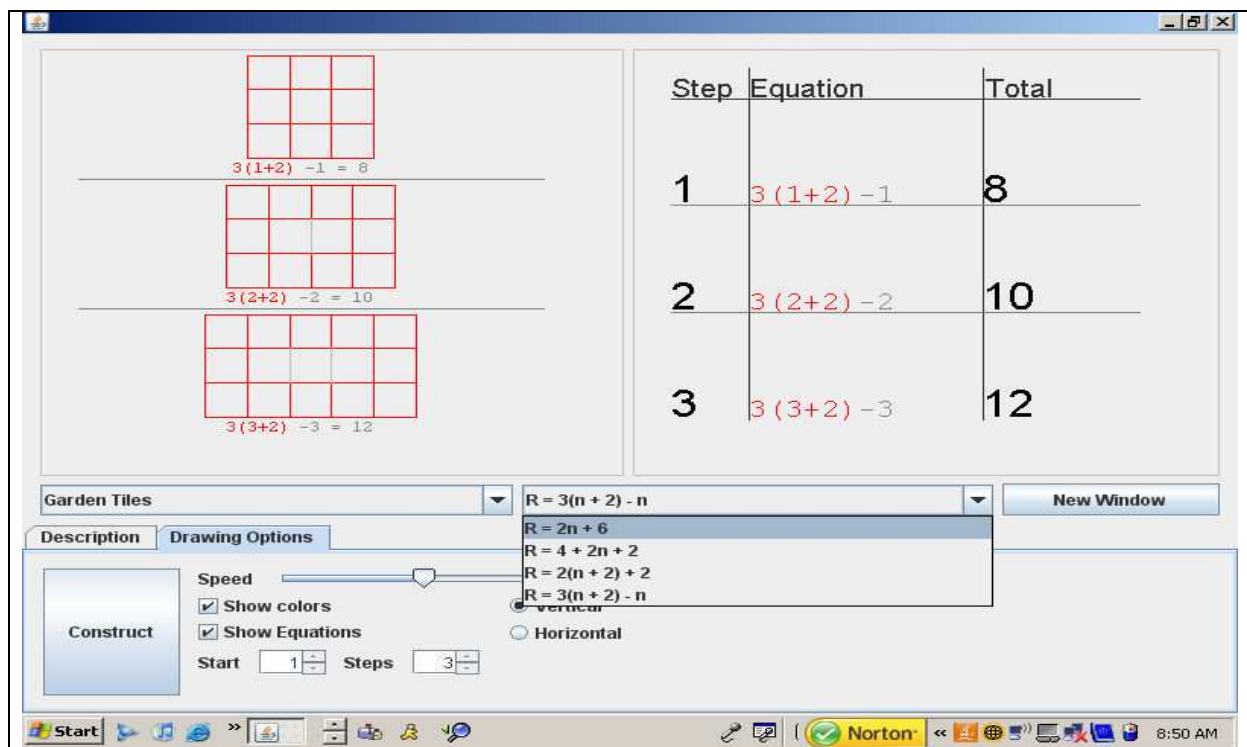 3(1+2) -1 = 8
3(2+2) -2 = 10
3(3+2) -3 = 12
Step Equation Total
1 3(1+2)-1 8
2 3(2+2)-2 10
3 3(3+2)-3 12
Garden Tiles
R = 3(n + 2) - n
New Window
R = 2n + 6
R = 4 + 2n + 2
R = 2(n + 2) + 2
R = 3(n + 2) - n
Description Drawing Options
Construct
Speed
Show colors
Vertical
Show Equations
Horizontal
Start 1 Steps 3
Start » Norton « 8:50 AM